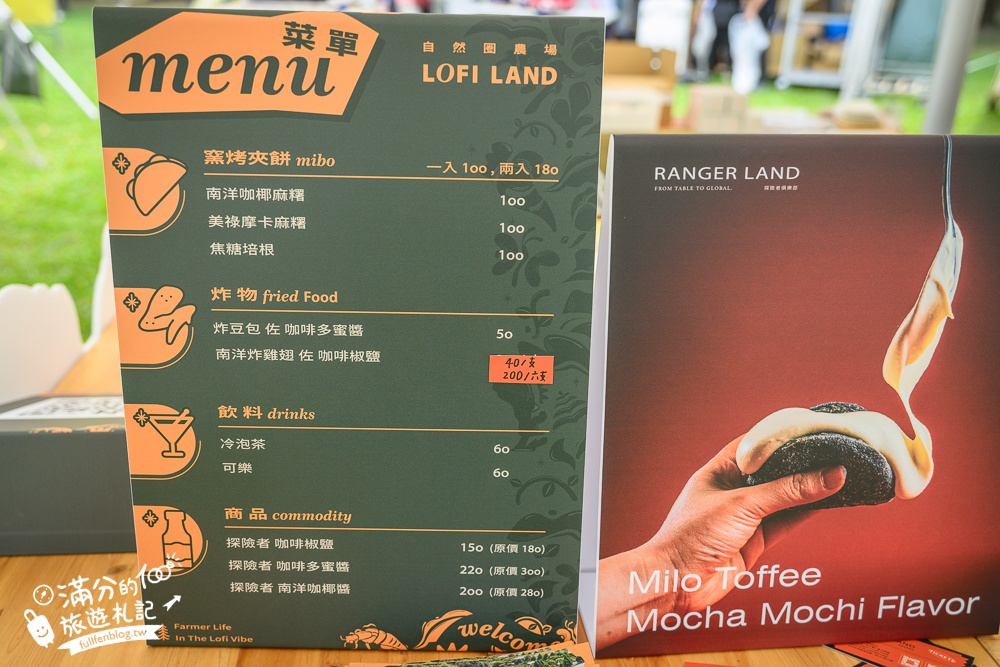 菜單
menu
自然圈農場
LOFI LAND
窯烤夾餅 mibo
一入 100 , 兩入 180
南洋咖椰麻糬 100
美祿摩卡麻糬 100
焦糖培根 100
炸物 fried Food
炸豆包 佐 咖啡多蜜醬 50
南洋炸雞翅 佐 咖啡椒鹽
40/支
200/六支
飲料 drinks
冷泡茶 60
可樂 60
商品 commodity
探險者 咖啡椒鹽 150 (原價 180)
探險者 咖啡多蜜醬 220 (原價 300)
探險者 南洋咖椰醬 200 (原價 280)
Farmer Life
In The Lofi Vibe
welcome
RANGER LAND
FROM TABLE TO GLOBAL.
探險者俱樂部
Milo Toffee
Mocha Mochi Flavor
滿分的
旅遊札記
fullfenblog.tw